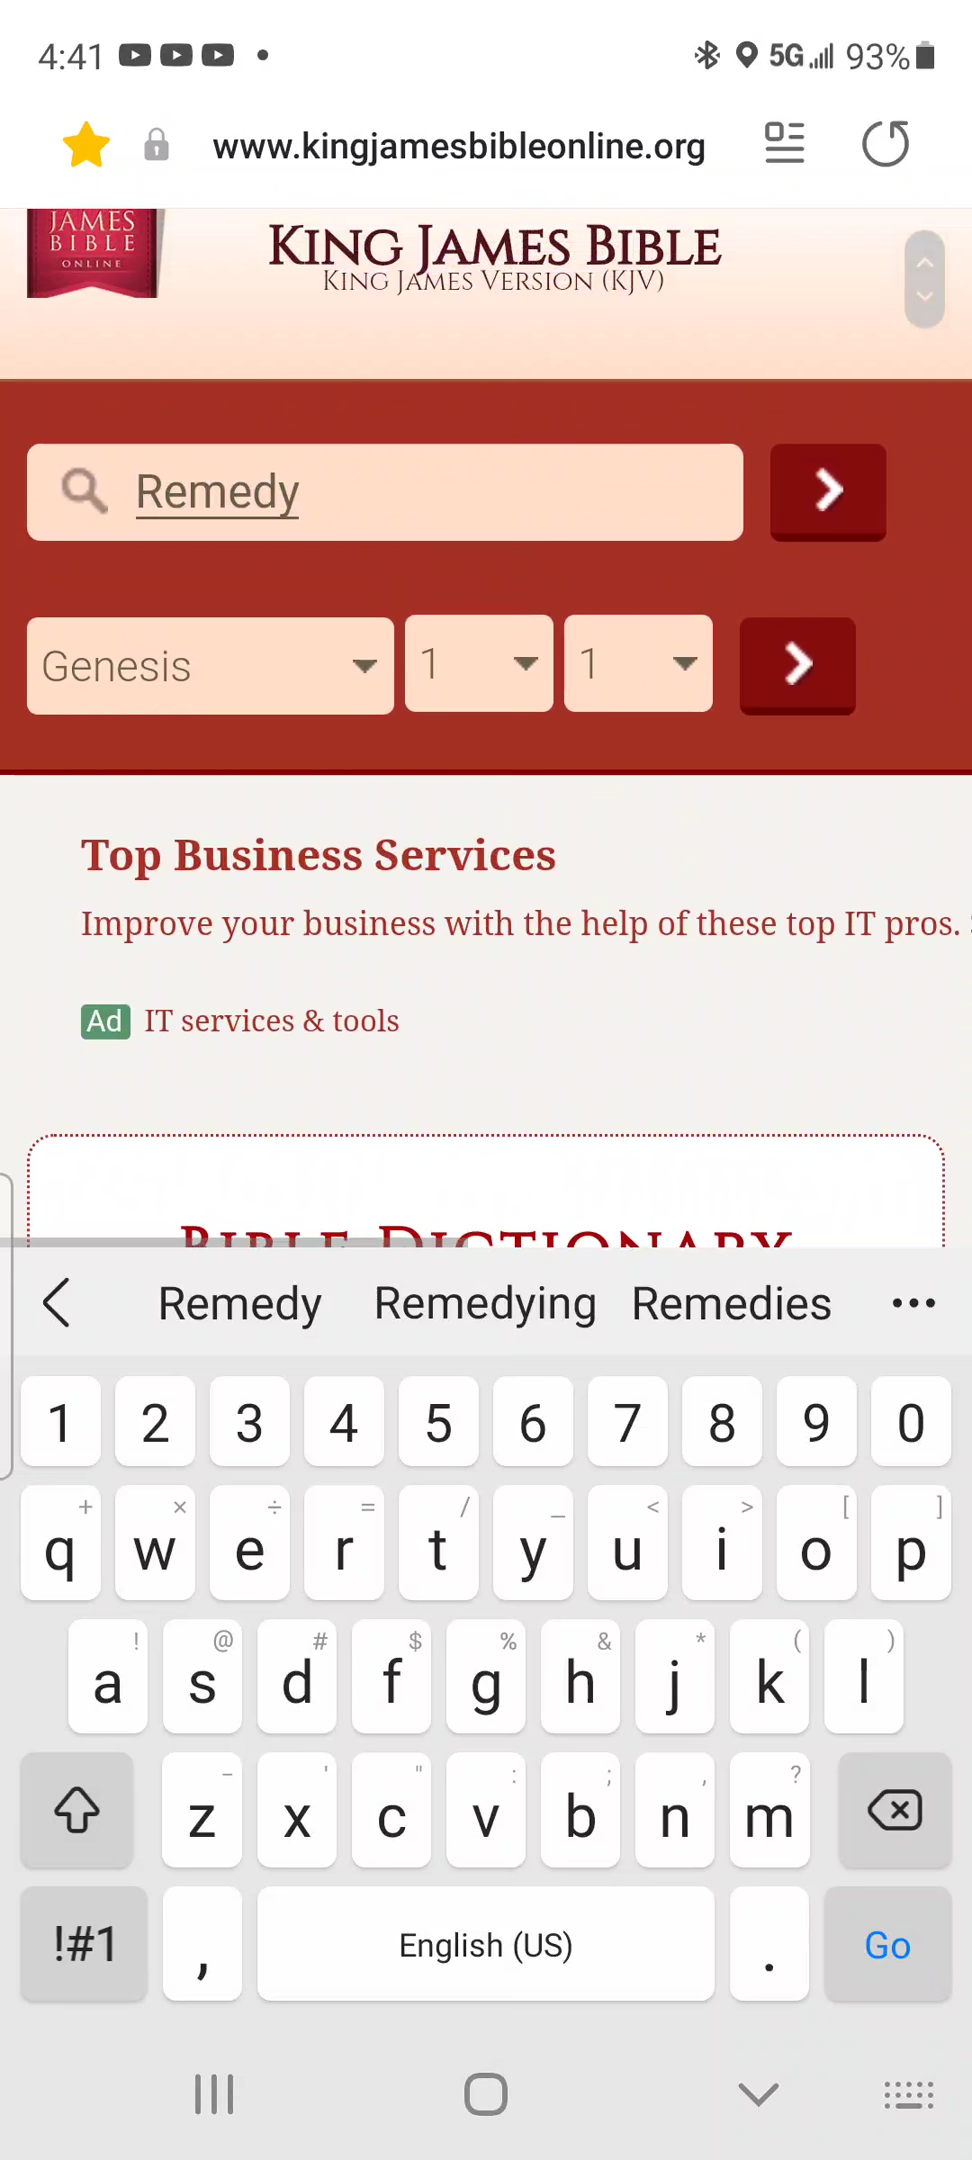 4:41 5G 93%
www.kingjamesbibleonline.org
JAMES
BIBLE
ONLINE
KING JAMES BIBLE
KING JAMES VERSION (KJV)
Remedy
Genesis 1 1
Top Business Services
Improve your business with the help of these top IT pros.
Ad IT services & tools
BIBLE DICTIONARY
Remedy Remedying Remedies
1 2 3 4 5 6 7 8 9 0
+ × ÷ = / _ < > [ ]
q w e r t y u i o p
! @ # $ % & * ( )
a s d f g h j k l
- ' " : ; , ?
z x c v b n m
!#1 , English (US) . Go